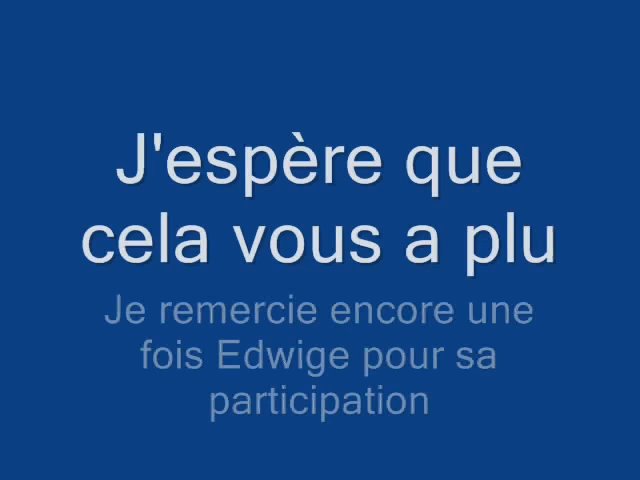 J'espère que
cela vous a plu
Je remercie encore une
fois Edwige pour sa
participation